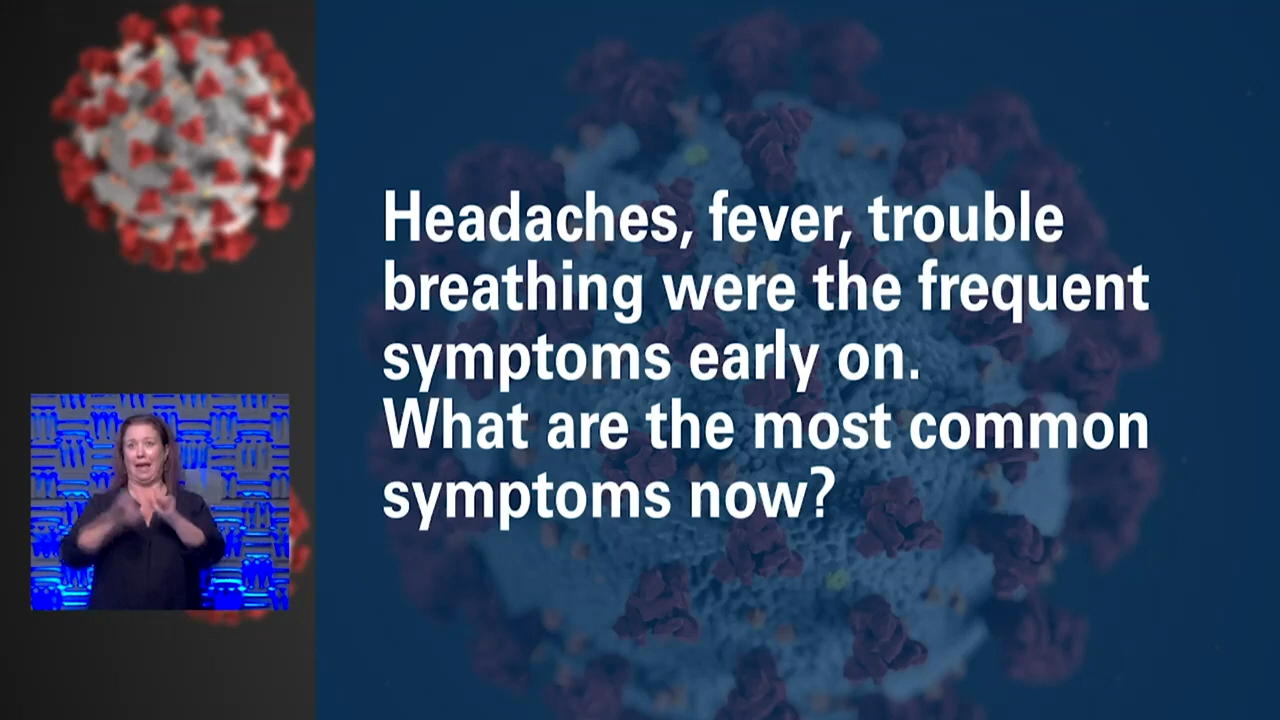 Headaches, fever, trouble
breathing were the frequent
symptoms early on.
What are the most common
symptoms now?